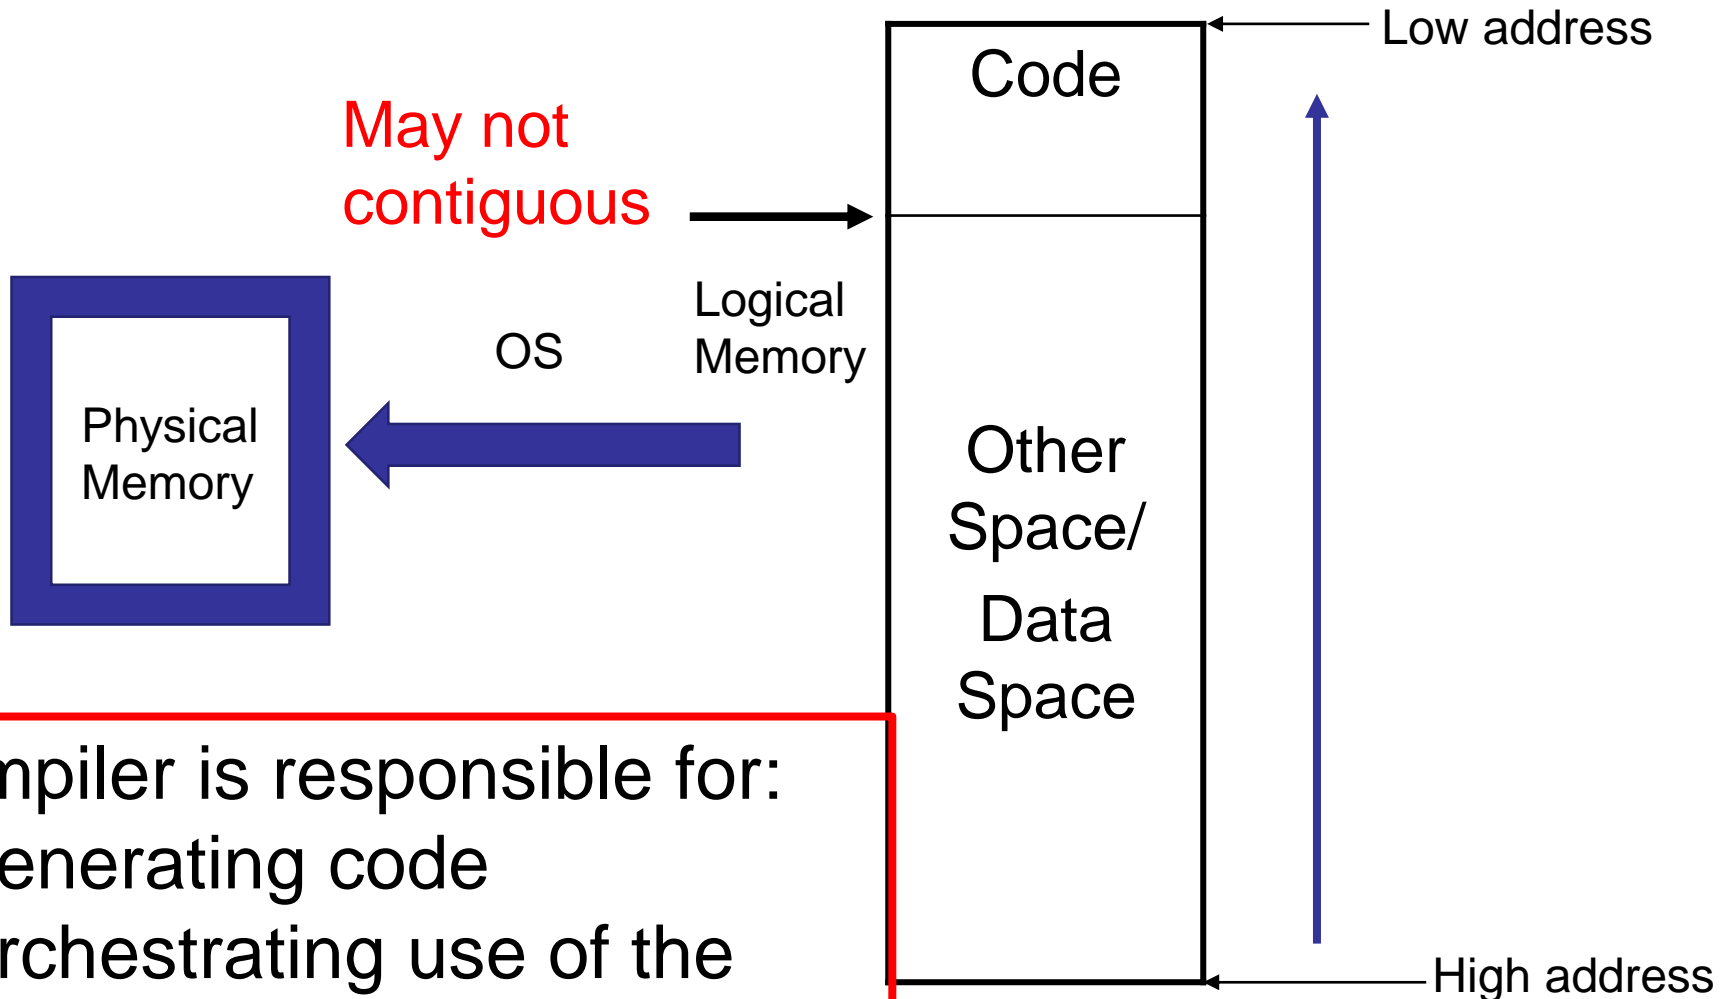 Low address
Code
May not
contiguous
Logical
Memory
OS
Physical
Memory
Other
Space/
Data
Space
mpiler is responsible for:
enerating code
rchestrating use of the
High address